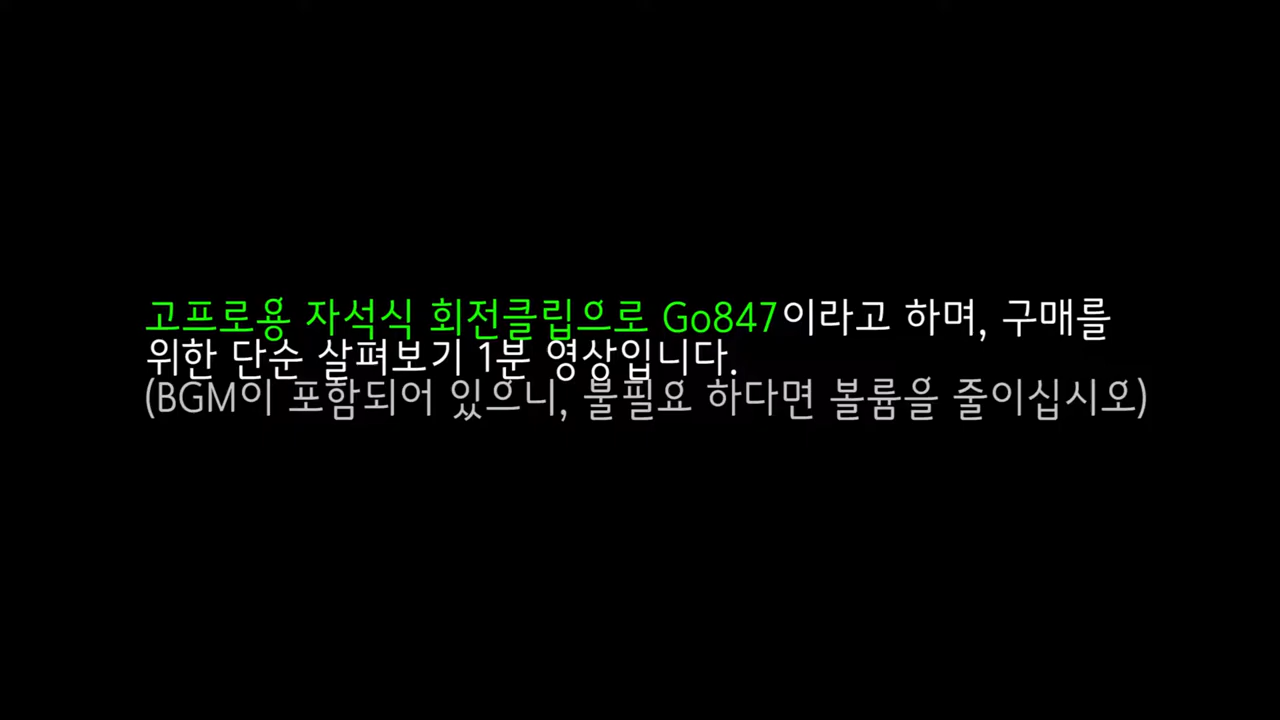 고프로용 자석식 회전클립으로 Go847이라고 하며, 구매를
위한 단순 살펴보기 1분 영상입니다.
(BGM이 포함되어 있으니, 불필요 하다면 볼륨을 줄이십시오)